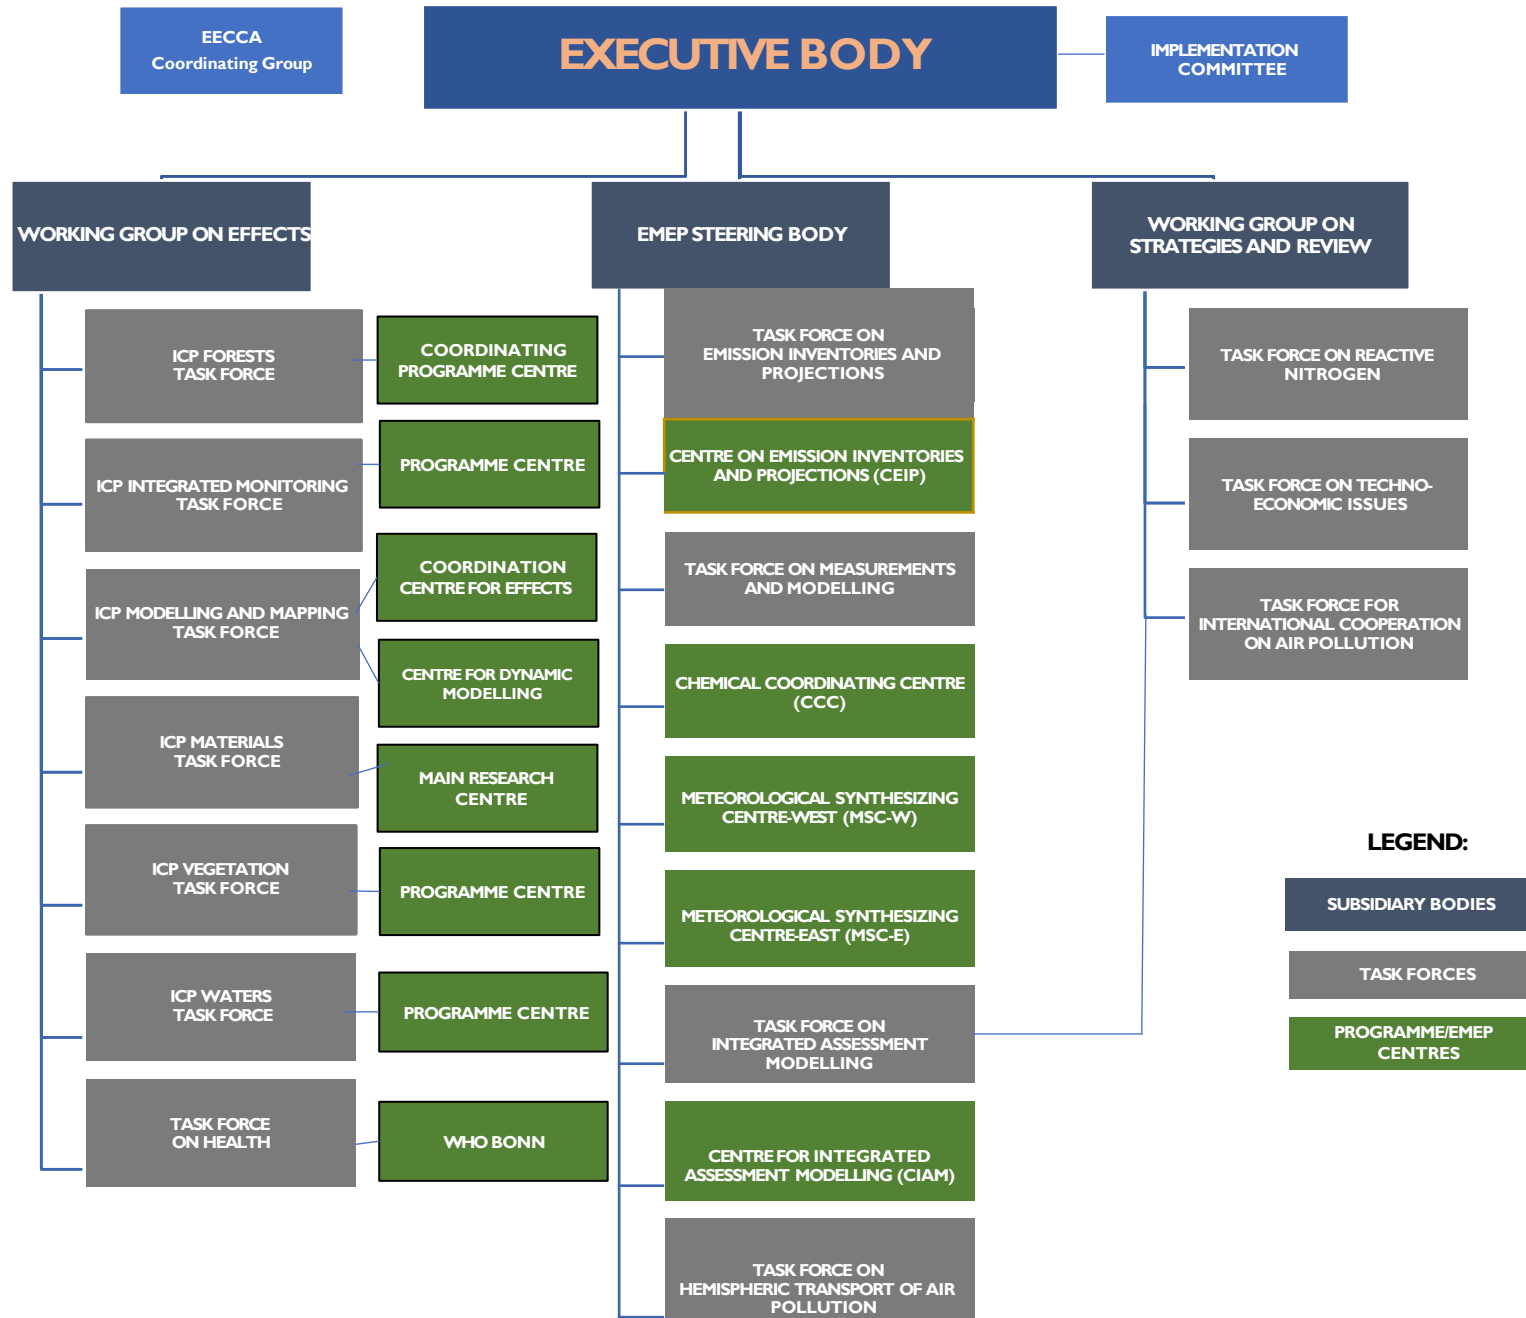 EECCA
Coordinating Group
EXECUTIVE BODY
IMPLEMENTATION
COMMITTEE
WORKING GROUP ON EFFECTS
EMEP STEERING BODY
WORKING GROUP ON
STRATEGIES AND REVIEW
ICP FORESTS
TASK FORCE
COORDINATING
PROGRAMME CENTRE
ICP INTEGRATED MONITORING
TASK FORCE
PROGRAMME CENTRE
ICP MODELLING AND MAPPING
TASK FORCE
COORDINATION
CENTRE FOR EFFECTS
CENTRE FOR DYNAMIC
MODELLING
ICP MATERIALS
TASK FORCE
MAIN RESEARCH
CENTRE
ICP VEGETATION
TASK FORCE
PROGRAMME CENTRE
ICP WATERS
TASK FORCE
PROGRAMME CENTRE
TASK FORCE
ON HEALTH
WHO BONN
TASK FORCE ON
EMISSION INVENTORIES AND
PROJECTIONS
CENTRE ON EMISSION INVENTORIES
AND PROJECTIONS (CEIP)
TASK FORCE ON MEASUREMENTS
AND MODELLING
CHEMICAL COORDINATING CENTRE
(CCC)
METEOROLOGICAL SYNTHESIZING
CENTRE-WEST (MSC-W)
METEOROLOGICAL SYNTHESIZING
CENTRE-EAST (MSC-E)
TASK FORCE ON
INTEGRATED ASSESSMENT
MODELLING
CENTRE FOR INTEGRATED
ASSESSMENT MODELLING (CIAM)
TASK FORCE ON
HEMISPHERIC TRANSPORT OF AIR
POLLUTION
TASK FORCE ON REACTIVE
NITROGEN
TASK FORCE ON TECHNO-
ECONOMIC ISSUES
TASK FORCE FOR
INTERNATIONAL COOPERATION
ON AIR POLLUTION
LEGEND:
SUBSIDIARY BODIES
TASK FORCES
PROGRAMME/EMEP
CENTRES